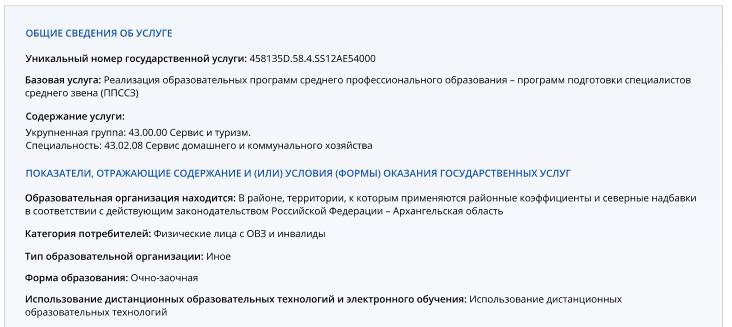 ОБЩИЕ СВЕДЕНИЯ ОБ УСЛУГЕ
Уникальный номер государственной услуги: 458135D.58.4.SS12AE54000
Базовая услуга: Реализация образовательных программ среднего профессионального образования – программ подготовки специалистов
среднего звена (ППССЗ)
Содержание услуги:
Укрупненная группа: 43.00.00 Сервис и туризм.
Специальность: 43.02.08 Сервис домашнего и коммунального хозяйства
ПОКАЗАТЕЛИ, ОТРАЖАЮЩИЕ СОДЕРЖАНИЕ И (ИЛИ) УСЛОВИЯ (ФОРМЫ) ОКАЗАНИЯ ГОСУДАРСТВЕННЫХ УСЛУГ
Образовательная организация находится: В районе, территории, к которым применяются районные коэффициенты и северные надбавки
в соответствии с действующим законодательством Российской Федерации – Архангельская область
Категория потребителей: Физические лица с ОВЗ и инвалиды
Тип образовательной организации: Иное
Форма образования: Очно-заочная
Использование дистанционных образовательных технологий и электронного обучения: Использование дистанционных
образовательных технологий